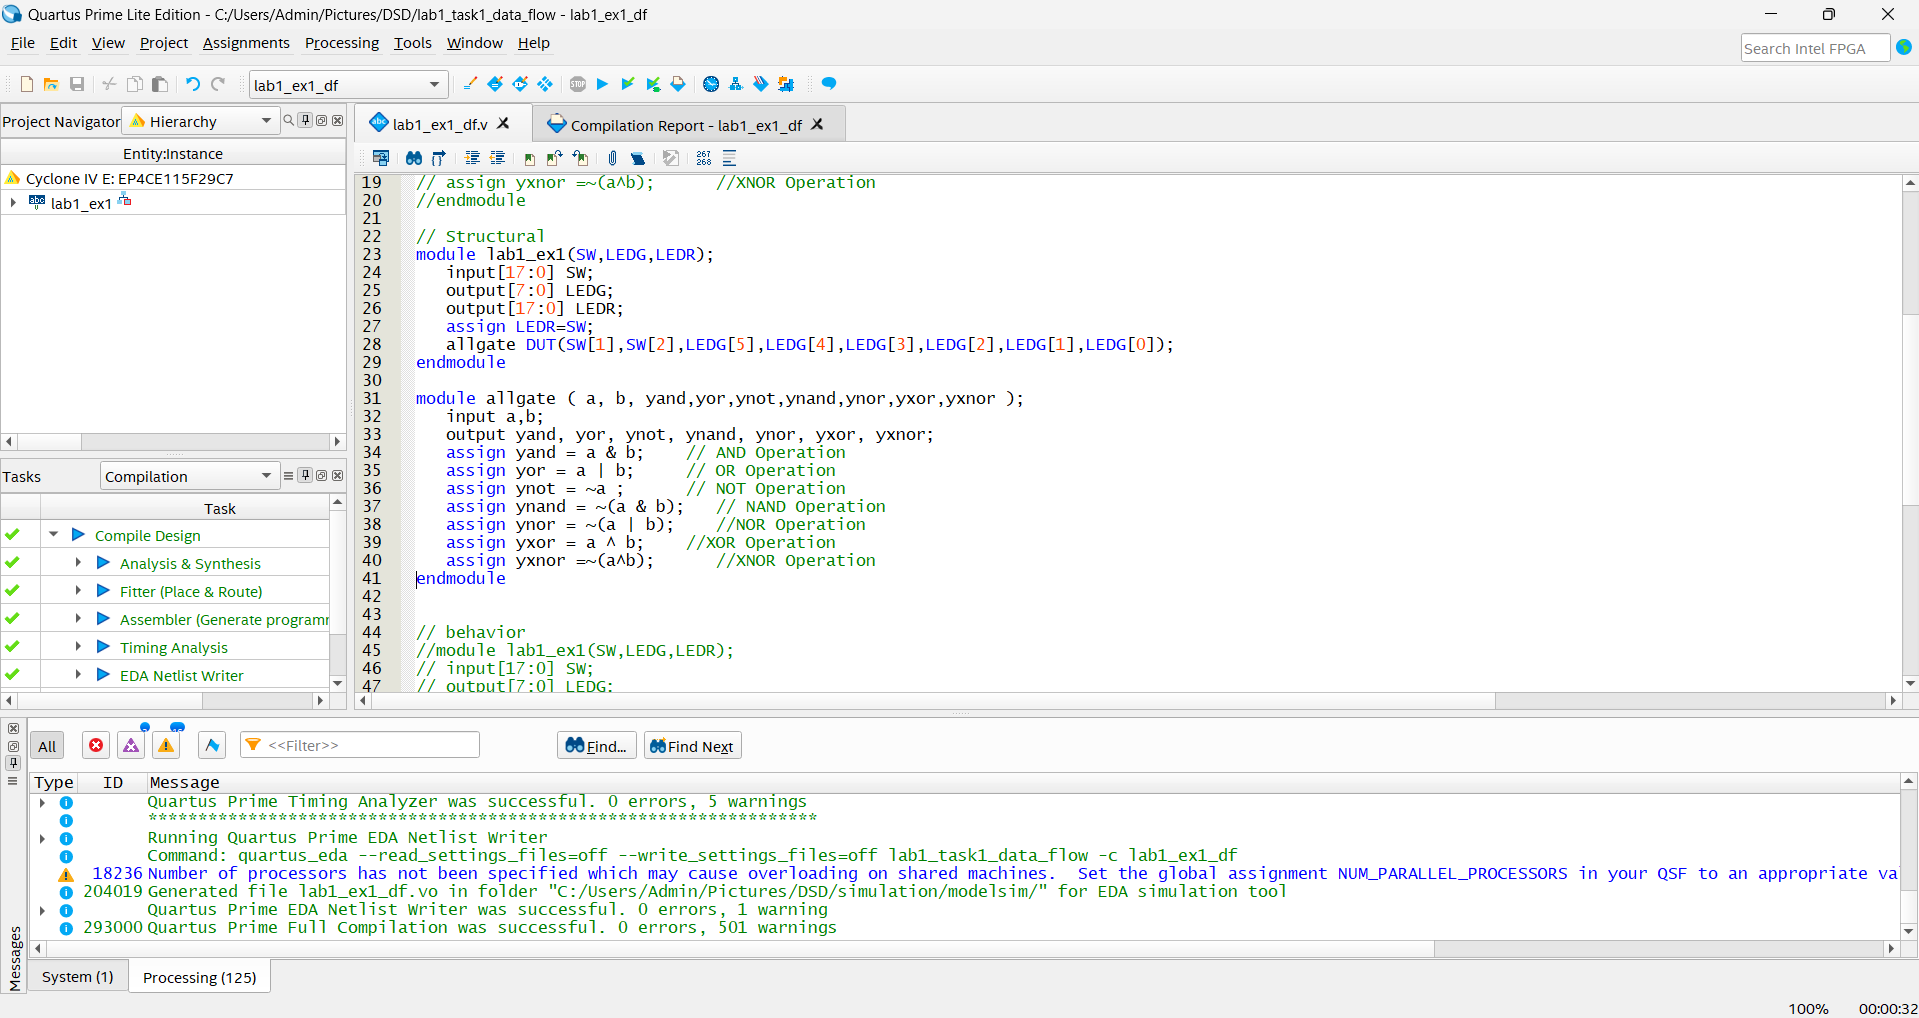 Quartus Prime Lite Edition - C:/Users/Admin/Pictures/DSD/lab1_task1_data_flow - lab1_ex1_df
File Edit View Project Assignments Processing Tools Window Help
Search Intel FPGA
lab1_ex1_df
STOP
Project Navigator Hierarchy
lab1_ex1_df.v
Compilation Report - lab1_ex1_df
Entity:Instance
Cyclone IV E: EP4CE115F29C7
lab1_ex1
267
268
19 // assign yxnor =~(a^b); //XNOR Operation
20 //endmodule
21
22 // Structural
23 module lab1_ex1(SW,LEDG,LEDR);
24 input[17:0] SW;
25 output[7:0] LEDG;
26 output[17:0] LEDR;
27 assign LEDR=SW;
28 allgate DUT(SW[1],SW[2],LEDG[5],LEDG[4],LEDG[3],LEDG[2],LEDG[1],LEDG[0]);
29 endmodule
30
31 module allgate ( a, b, yand,yor,ynot,ynand,ynor,yxor,yxnor );
32 input a,b;
33 output yand, yor, ynot, ynand, ynor, yxor, yxnor;
34 assign yand = a & b; // AND Operation
35 assign yor = a | b; // OR Operation
36 assign ynot = ~a ; // NOT Operation
37 assign ynand = ~(a & b); // NAND Operation
38 assign ynor = ~(a | b); //NOR Operation
39 assign yxor = a ^ b; //XOR Operation
40 assign yxnor =~(a^b); //XNOR Operation
41 endmodule
42
43
44 // behavior
45 //module lab1_ex1(SW,LEDG,LEDR);
46 // input[17:0] SW;
47 // output[7:0] LEDG;
Tasks Compilation
Task
Compile Design
Analysis & Synthesis
Fitter (Place & Route)
Assembler (Generate program
Timing Analysis
EDA Netlist Writer
All
<<Filter>>
Find...
Find Next
Type ID Message
Quartus Prime Timing Analyzer was successful. 0 errors, 5 warnings
*******************************************************************
Running Quartus Prime EDA Netlist Writer
Command: quartus_eda --read_settings_files=off --write_settings_files=off lab1_task1_data_flow -c lab1_ex1_df
18236 Number of processors has not been specified which may cause overloading on shared machines. Set the global assignment NUM_PARALLEL_PROCESSORS in your QSF to an appropriate va
204019 Generated file lab1_ex1_df.vo in folder "C:/Users/Admin/Pictures/DSD/simulation/modelsim/" for EDA simulation tool
Quartus Prime EDA Netlist Writer was successful. 0 errors, 1 warning
293000 Quartus Prime Full Compilation was successful. 0 errors, 501 warnings
Messages
System (1)
Processing (125)
100% 00:00:32